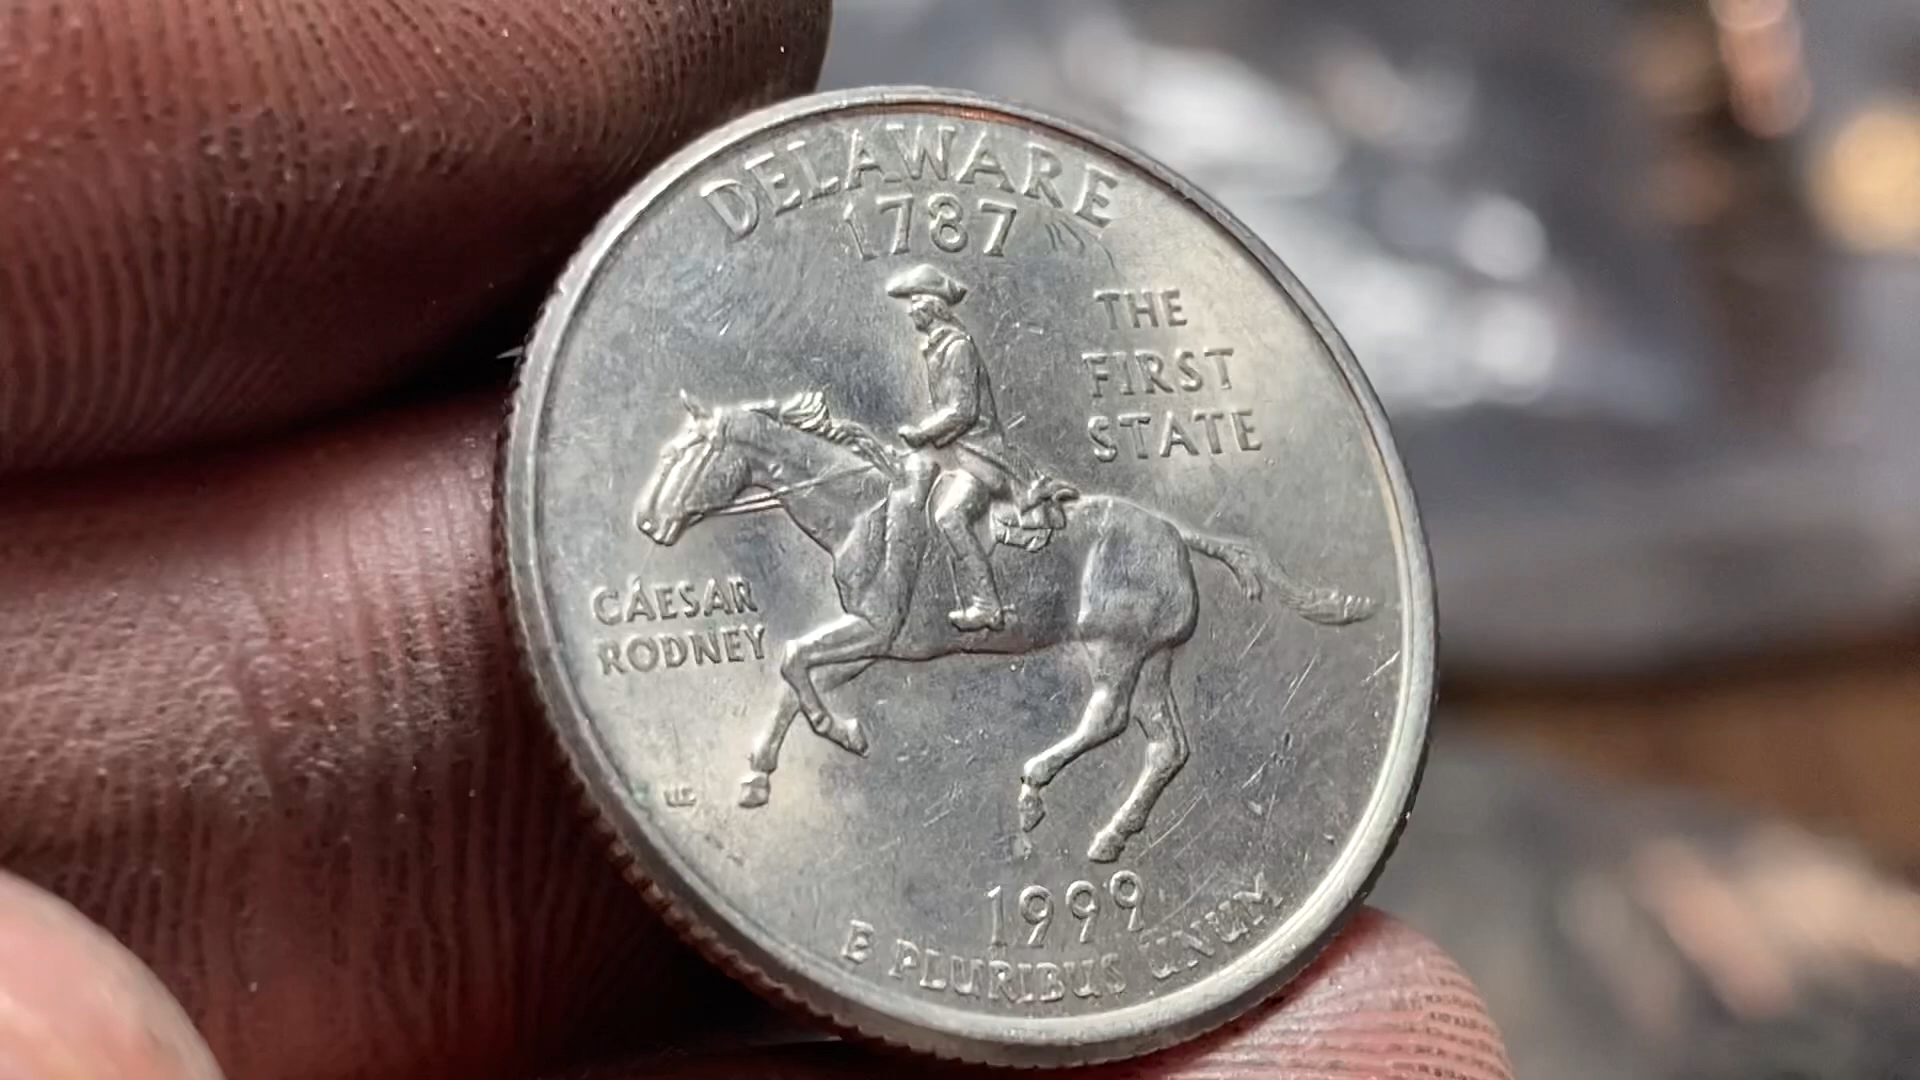 DELAWARE
1787
THE
FIRST
STATE
CAESAR
RODNEY
1999
E PLURIBUS UNUM